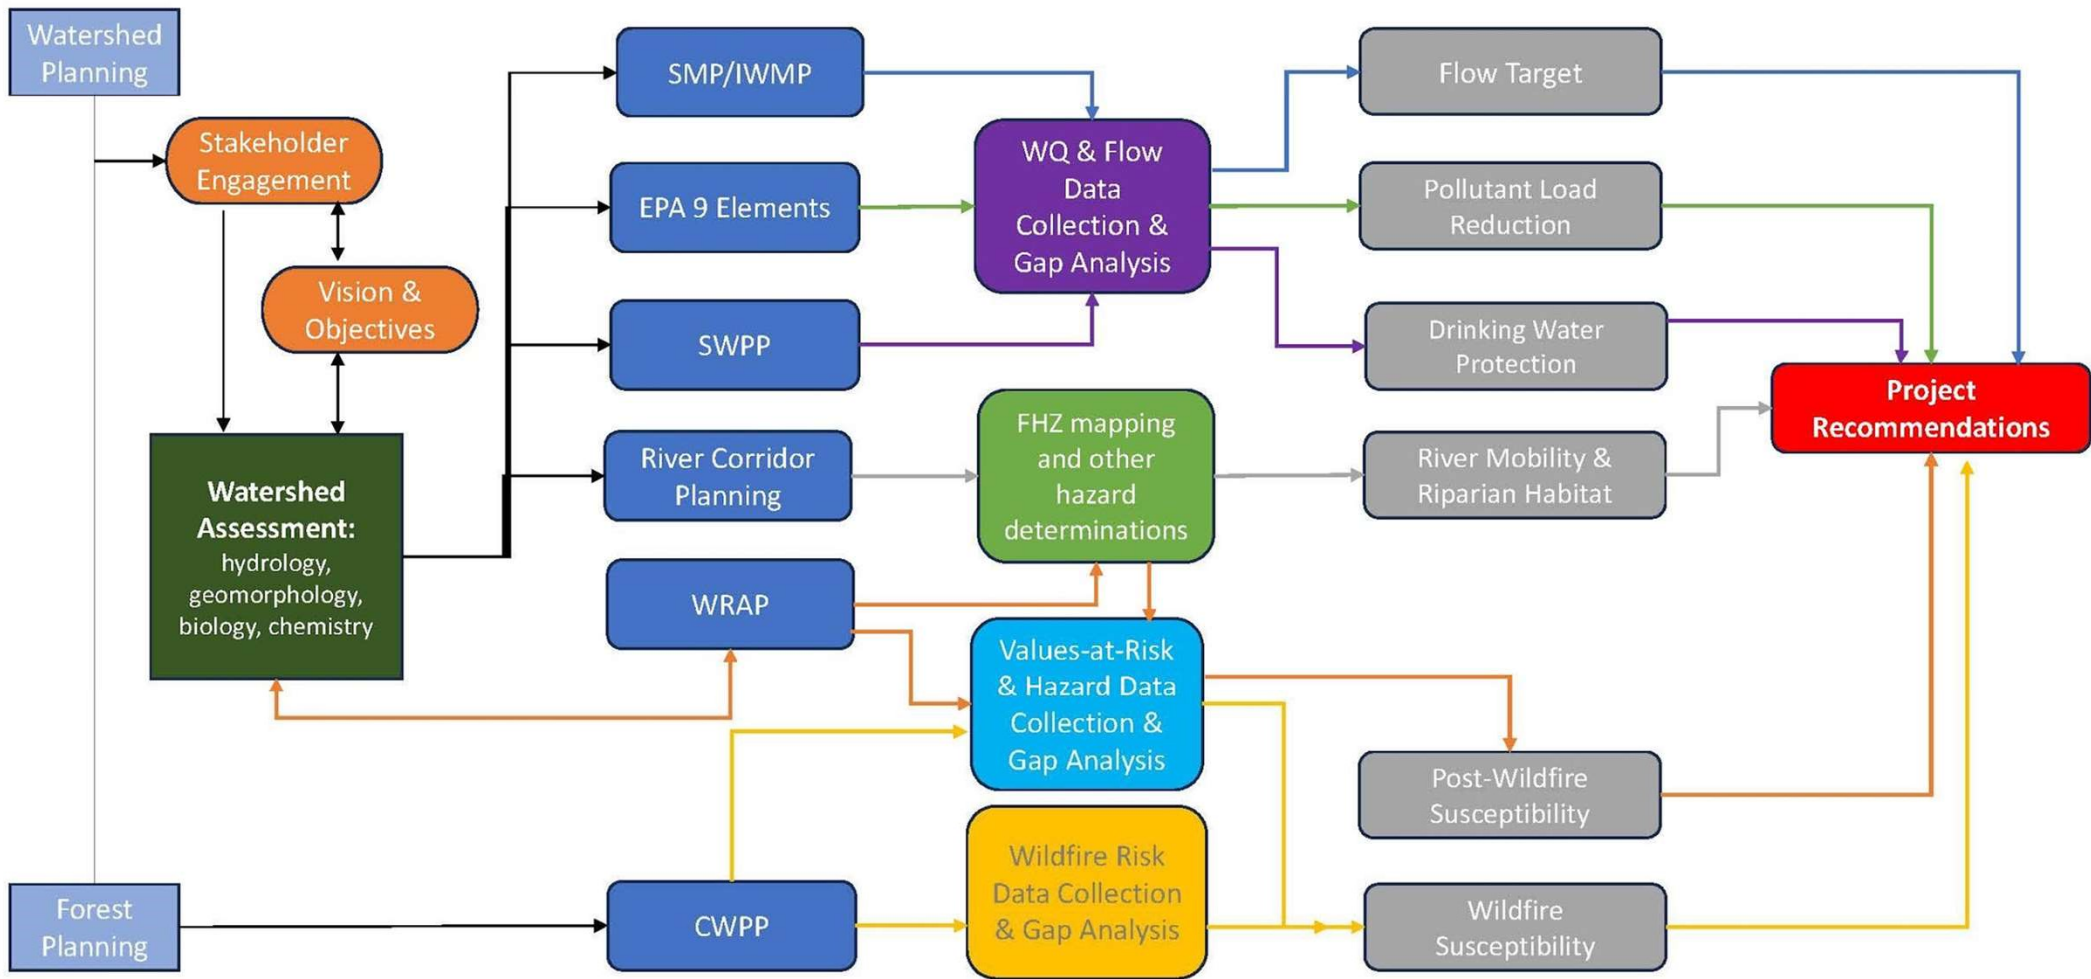 Watershed
Planning
Stakeholder
Engagement
Vision &
Objectives
Watershed
Assessment:
hydrology,
geomorphology,
biology, chemistry
Forest
Planning
SMP/IWMP
EPA 9 Elements
SWPP
River Corridor
Planning
WRAP
CWPP
WQ & Flow
Data
Collection &
Gap Analysis
FHZ mapping
and other
hazard
determinations
Values-at-Risk
& Hazard Data
Collection &
Gap Analysis
Wildfire Risk
Data Collection
& Gap Analysis
Flow Target
Pollutant Load
Reduction
Drinking Water
Protection
River Mobility &
Riparian Habitat
Post-Wildfire
Susceptibility
Wildfire
Susceptibility
Project
Recommendations